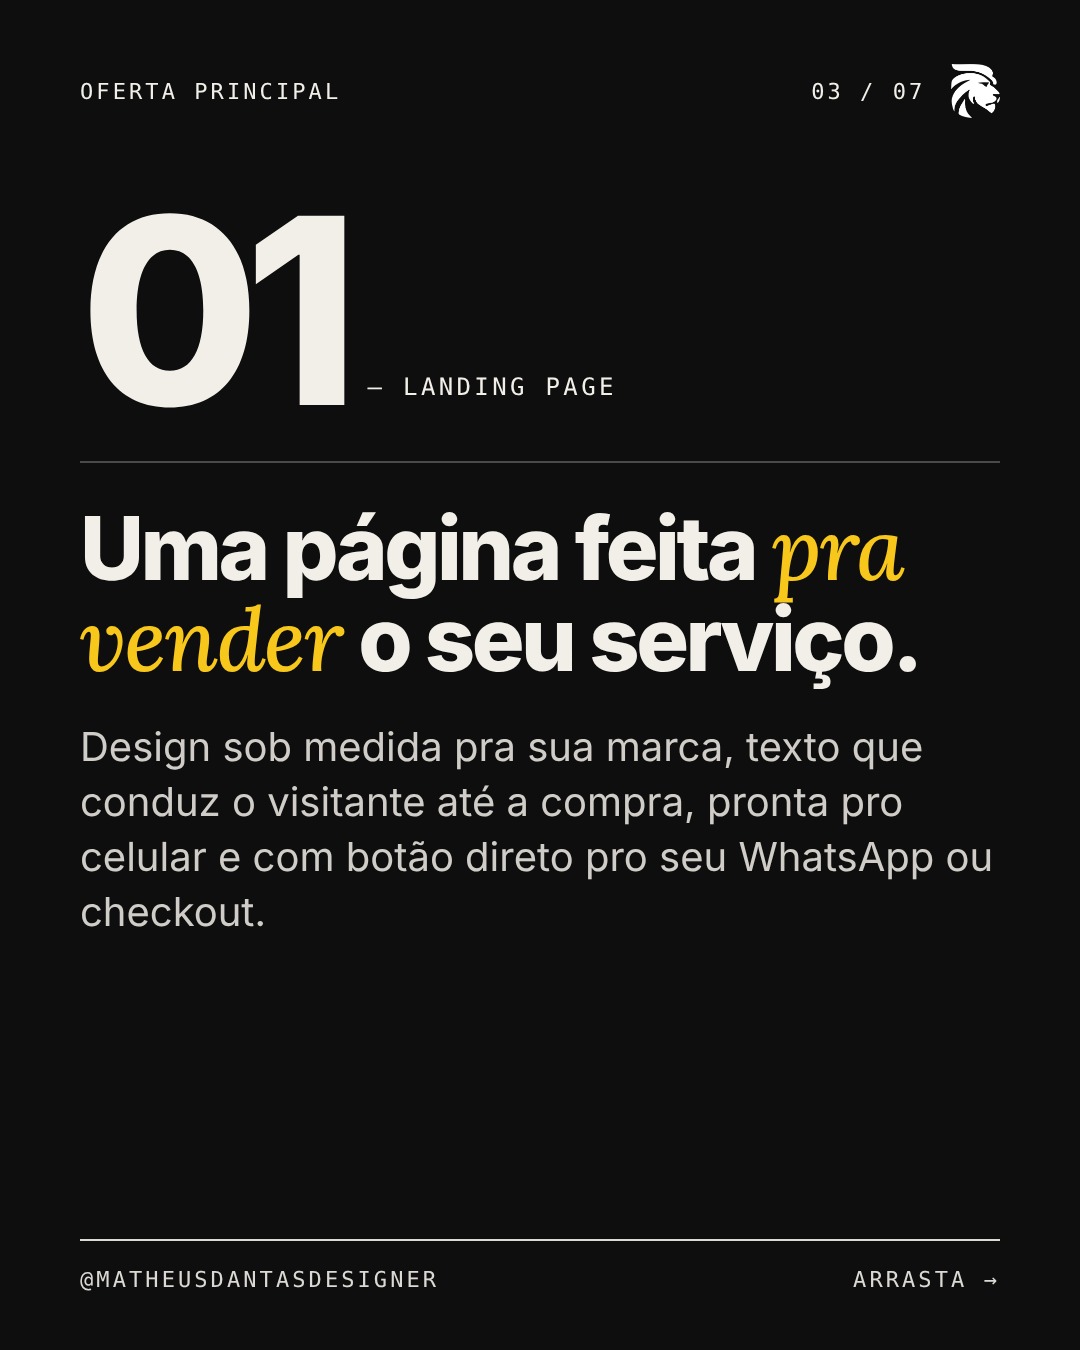 OFERTA PRINCIPAL
03 / 07
01 — LANDING PAGE
Uma página feita pra
vender o seu serviço.
Design sob medida pra sua marca, texto que
conduz o visitante até a compra, pronta pro
celular e com botão direto pro seu WhatsApp ou
checkout.
@MATHEUSDANTASDESIGNER
ARRASTA →